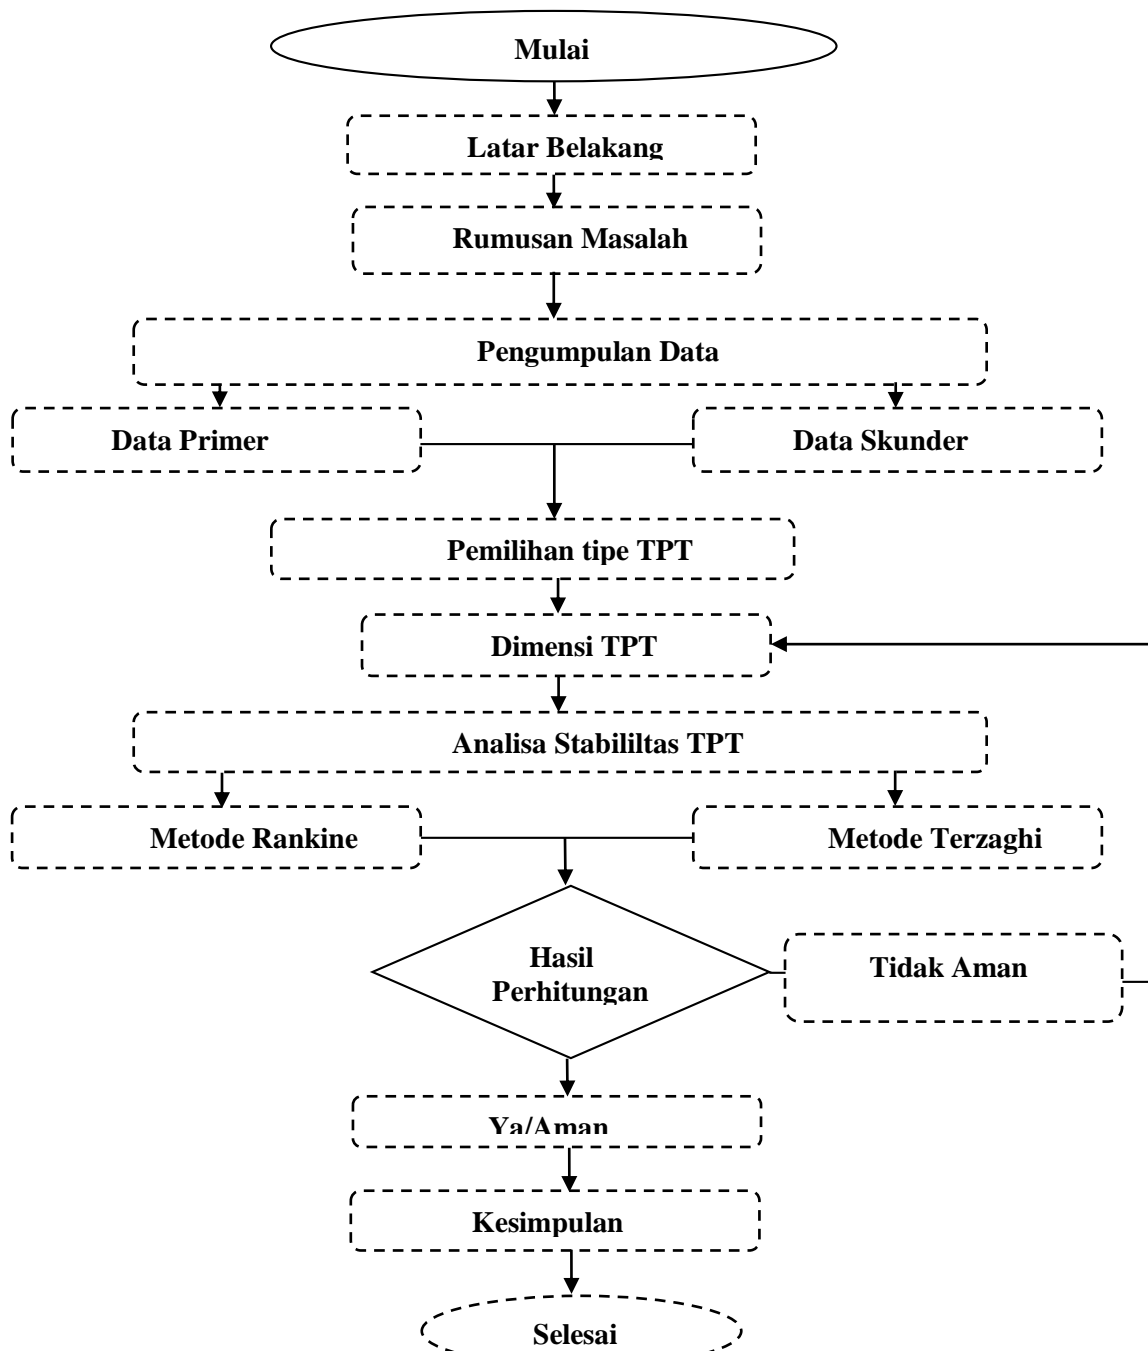 Mulai
Latar Belakang
Rumusan Masalah
Pengumpulan Data
Data Primer
Data Skunder
Pemilihan tipe TPT
Dimensi TPT
Analisa Stabililtas TPT
Metode Rankine
Metode Terzaghi
Hasil
Perhitungan
Tidak Aman
Ya/Aman
Kesimpulan
Selesai